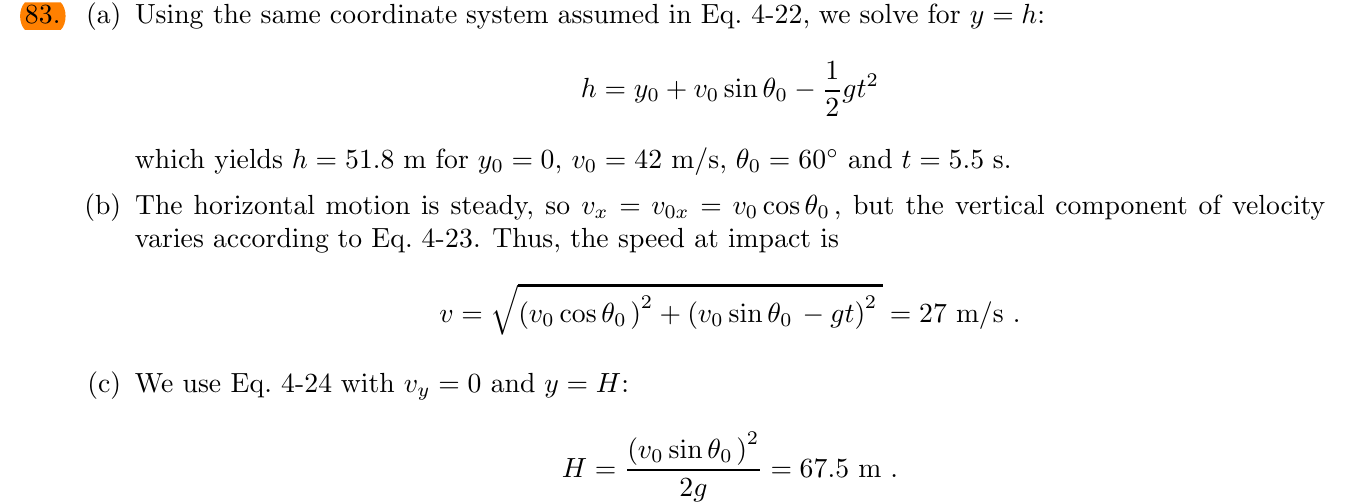 83. (a) Using the same coordinate system assumed in Eq. 4-22, we solve for y = h:
h = y₀ + v₀ sin θ₀ − 1/2 gt²
which yields h = 51.8 m for y₀ = 0, v₀ = 42 m/s, θ₀ = 60° and t = 5.5 s.
(b) The horizontal motion is steady, so vₓ = v₀ₓ = v₀ cos θ₀ , but the vertical component of velocity
varies according to Eq. 4-23. Thus, the speed at impact is
v = √((v₀ cos θ₀ )² + (v₀ sin θ₀ − gt)²) = 27 m/s .
(c) We use Eq. 4-24 with v_y = 0 and y = H:
H = (v₀ sin θ₀ )² / 2g = 67.5 m .